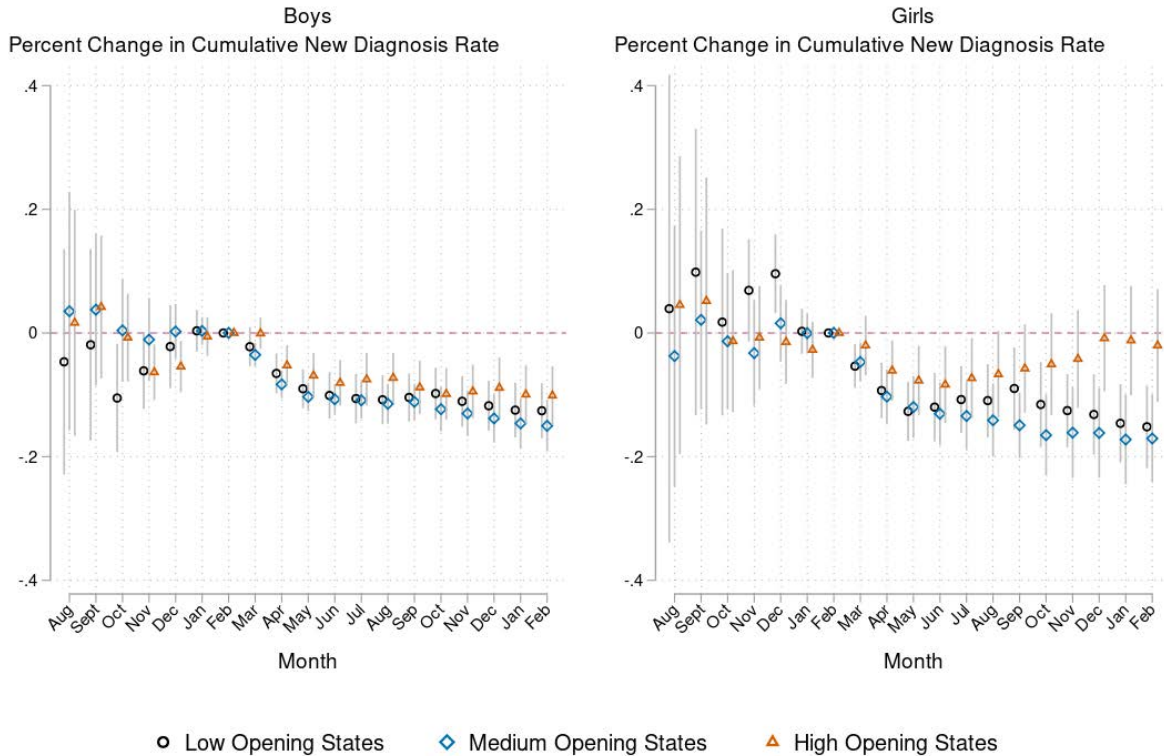 Boys
Percent Change in Cumulative New Diagnosis Rate
.4
.2
0
-.2
-.4
Aug Sept Oct Nov Dec Jan Feb Mar Apr May Jun Jul Aug Sep Oct Nov Dec Jan Feb
Month
Girls
Percent Change in Cumulative New Diagnosis Rate
.4
.2
0
-.2
-.4
Aug Sept Oct Nov Dec Jan Feb Mar Apr May Jun Jul Aug Sep Oct Nov Dec Jan Feb
Month
Low Opening States Medium Opening States High Opening States